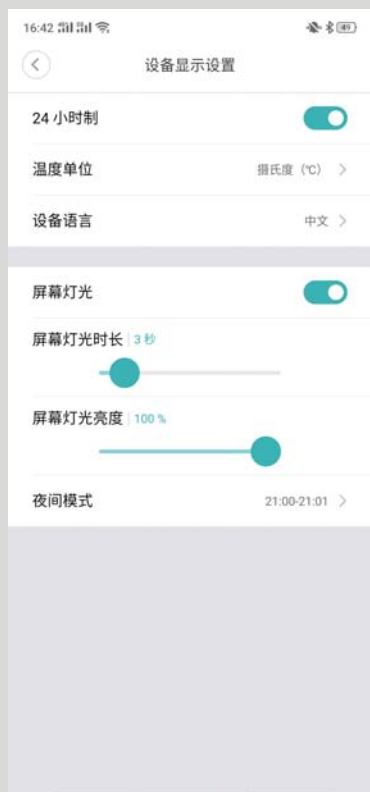 16:42
49
设备显示设置
24 小时制
温度单位 摄氏度（℃）
设备语言 中文
屏幕灯光
屏幕灯光时长 3 秒
屏幕灯光亮度 100 %
夜间模式 21:00-21:01